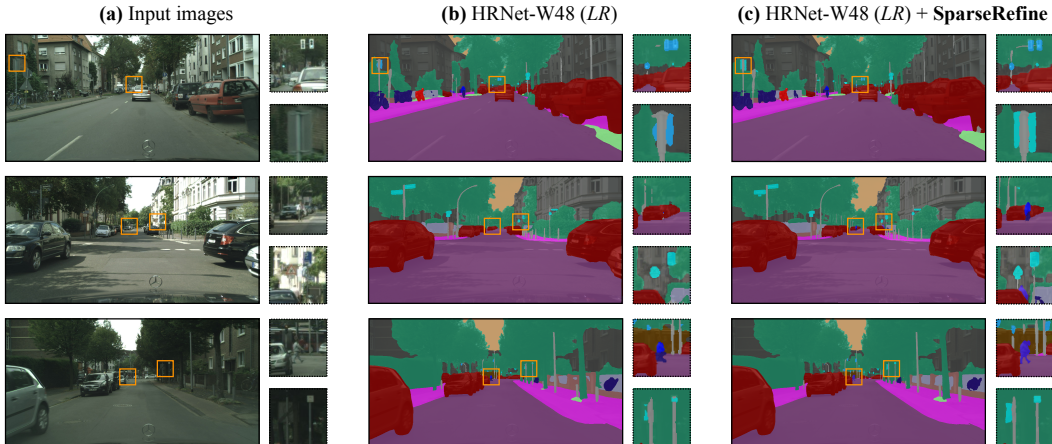 (a) Input images
(b) HRNet-W48 (LR)
(c) HRNet-W48 (LR) + SparseRefine